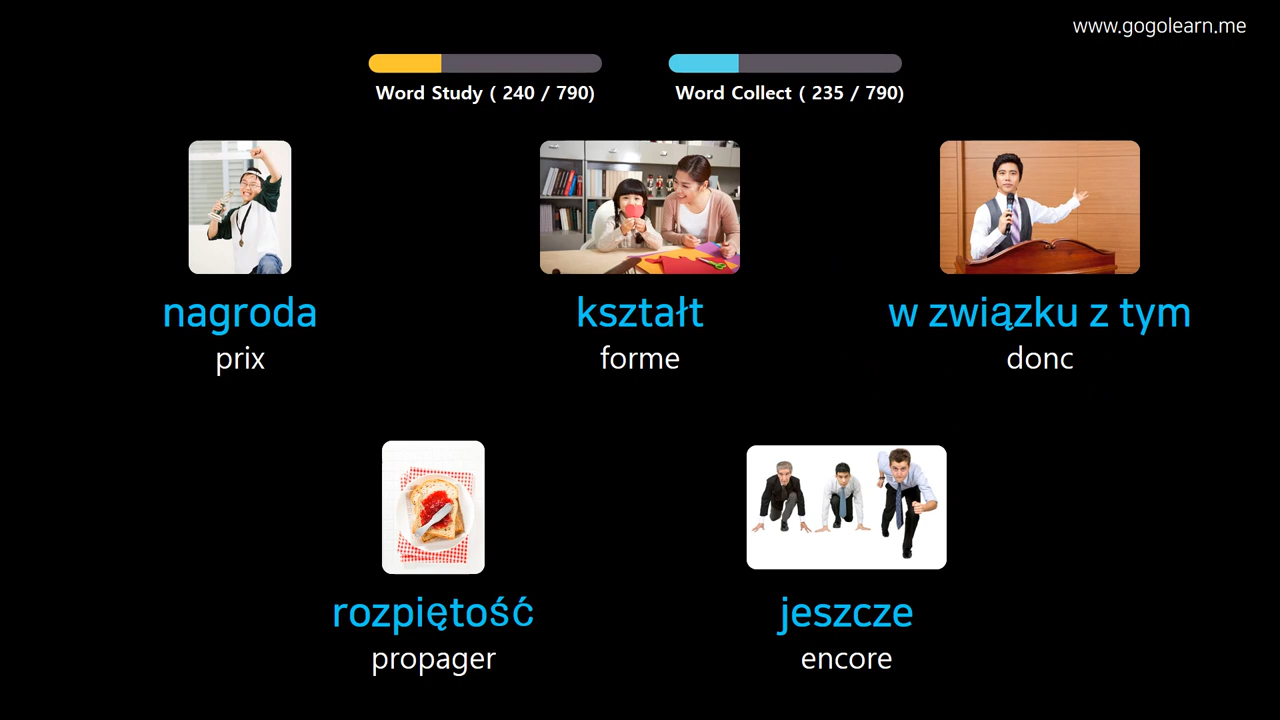 www.gogolearn.me
Word Study ( 240 / 790)
Word Collect ( 235 / 790)
nagroda
prix
kształt
forme
w związku z tym
donc
rozpiętość
propager
jeszcze
encore